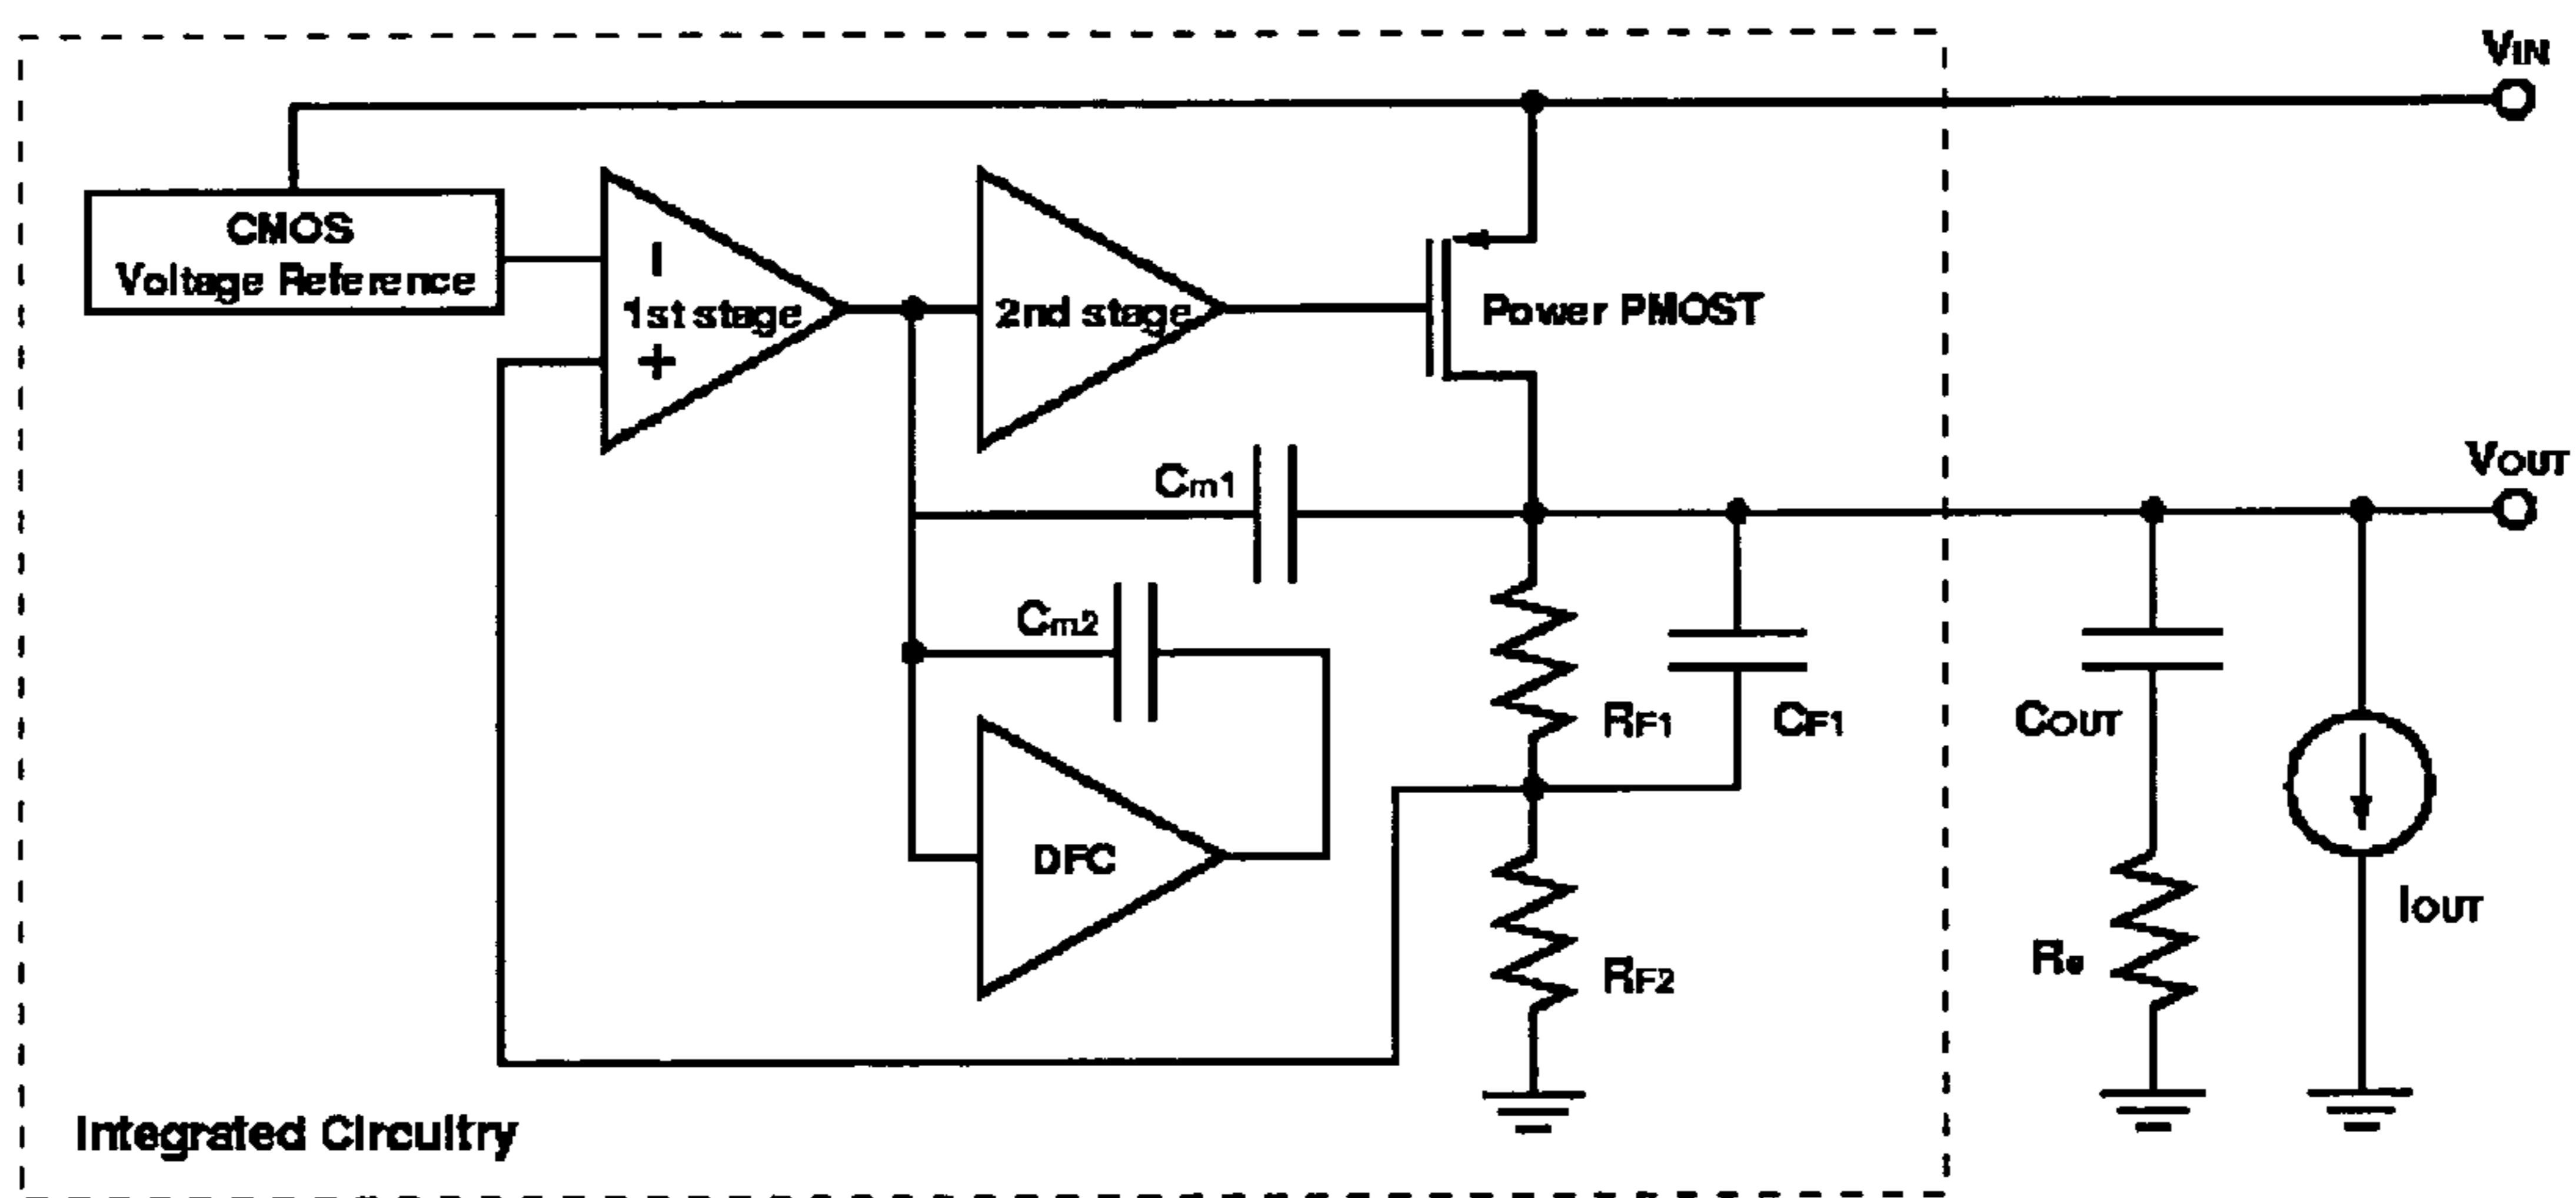 VIN
CMOS
Voltage Reference
−
1st stage
+
2nd stage
Power PMOST
VOUT
Cm1
Cm2
RF1
CF1
COUT
DFC
IOUT
RF2
Re
Integrated Circuitry